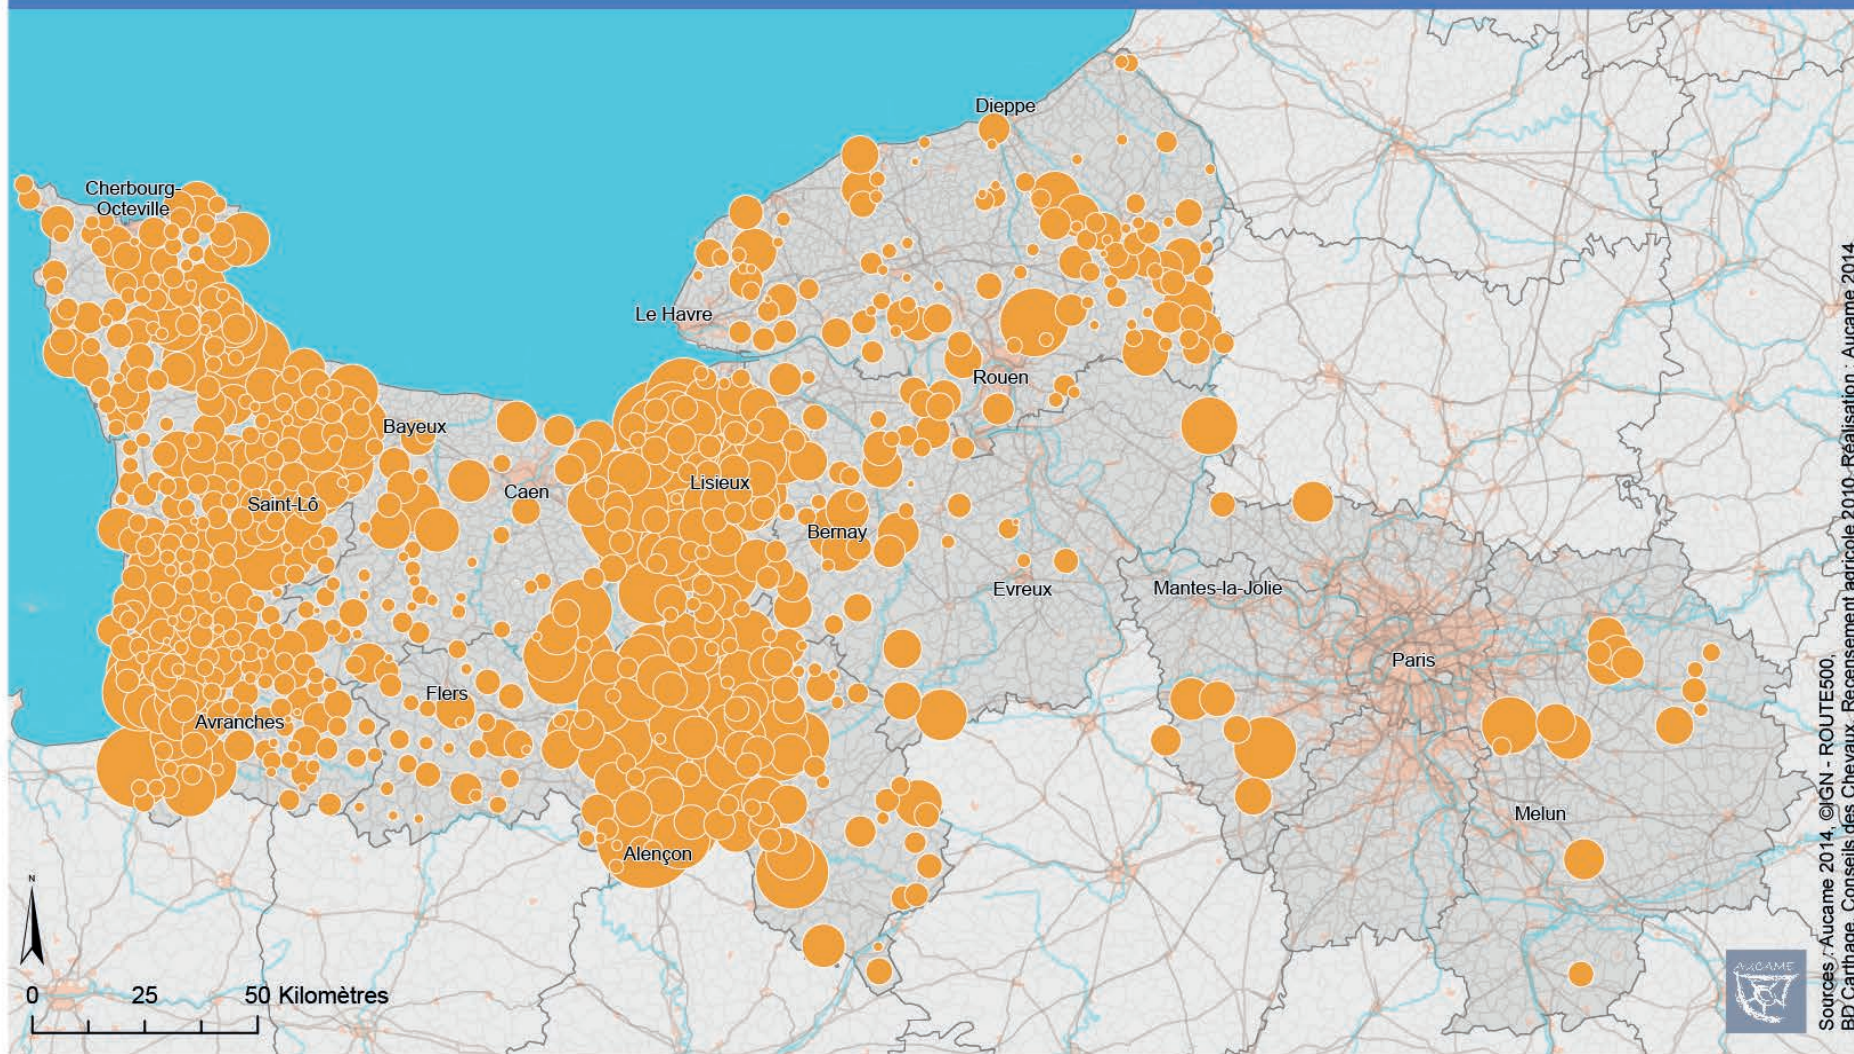 Dieppe
Cherbourg-
Octeville
Le Havre
Rouen
Bayeux
Lisieux
Caen
Saint-Lô
Bernay
Evreux
Mantes-la-Jolie
Paris
Flers
Avranches
Melun
Alençon
N
0 25 50 Kilomètres
AUCAME
Sources : Aucame 2014, ©IGN - ROUTE500,
BD Carthage, Conseils des Chevaux, Recensement agricole 2010- Réalisation : Aucame 2014